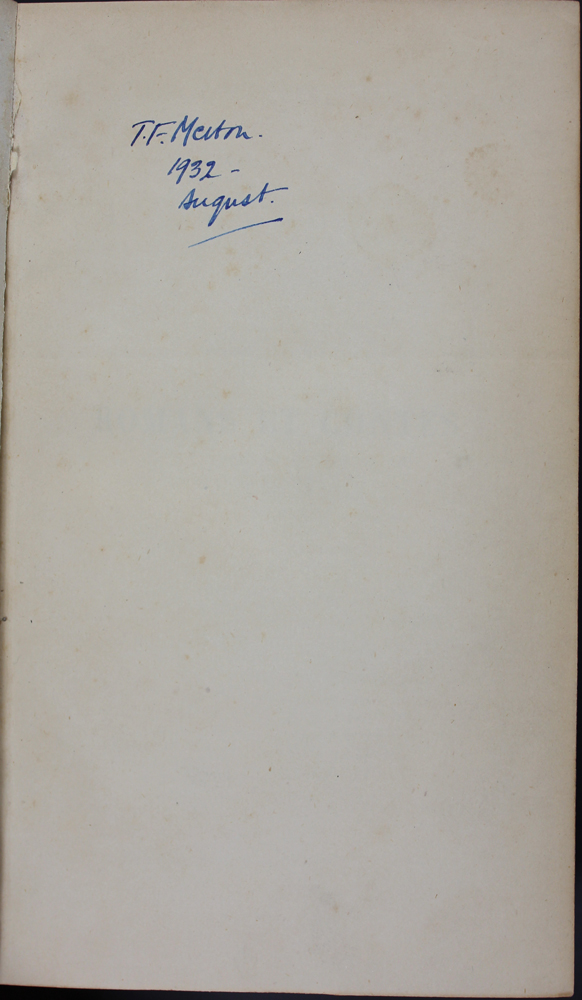 T.F. Merton.
1932 -
August.